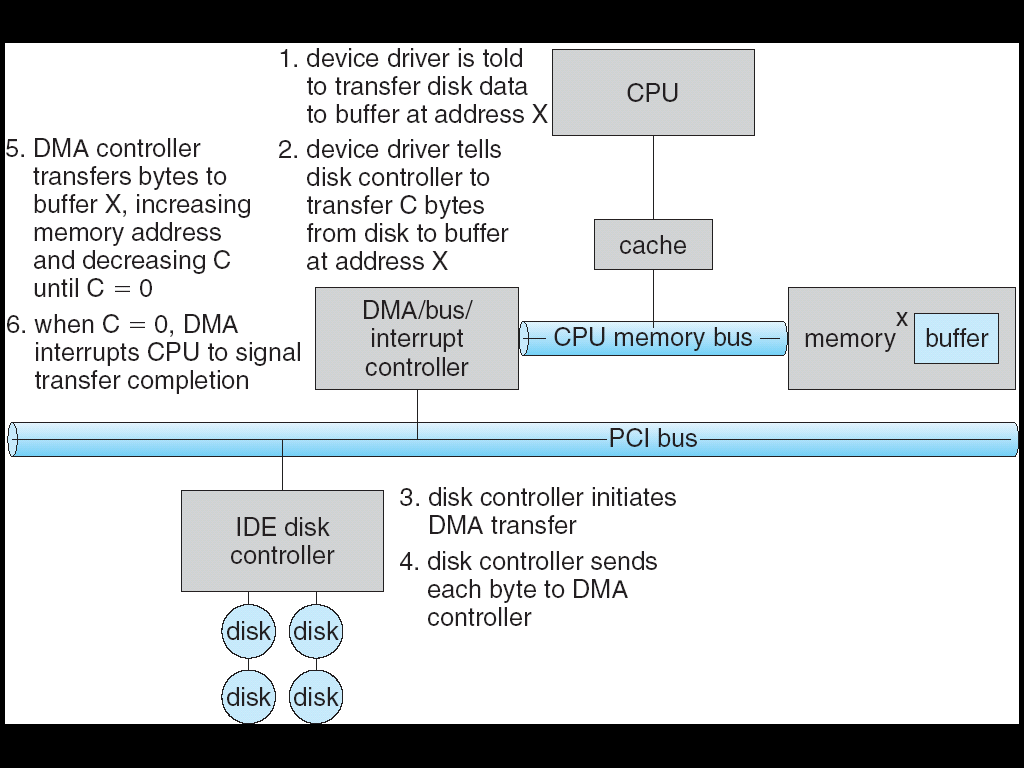 1. device driver is told
to transfer disk data
to buffer at address X
CPU
5. DMA controller
transfers bytes to
buffer X, increasing
memory address
and decreasing C
until C = 0
2. device driver tells
disk controller to
transfer C bytes
from disk to buffer
at address X
cache
6. when C = 0, DMA
interrupts CPU to signal
transfer completion
DMA/bus/
interrupt
controller
CPU memory bus
memory
X
buffer
PCI bus
IDE disk
controller
3. disk controller initiates
DMA transfer
4. disk controller sends
each byte to DMA
controller
disk
disk
disk
disk